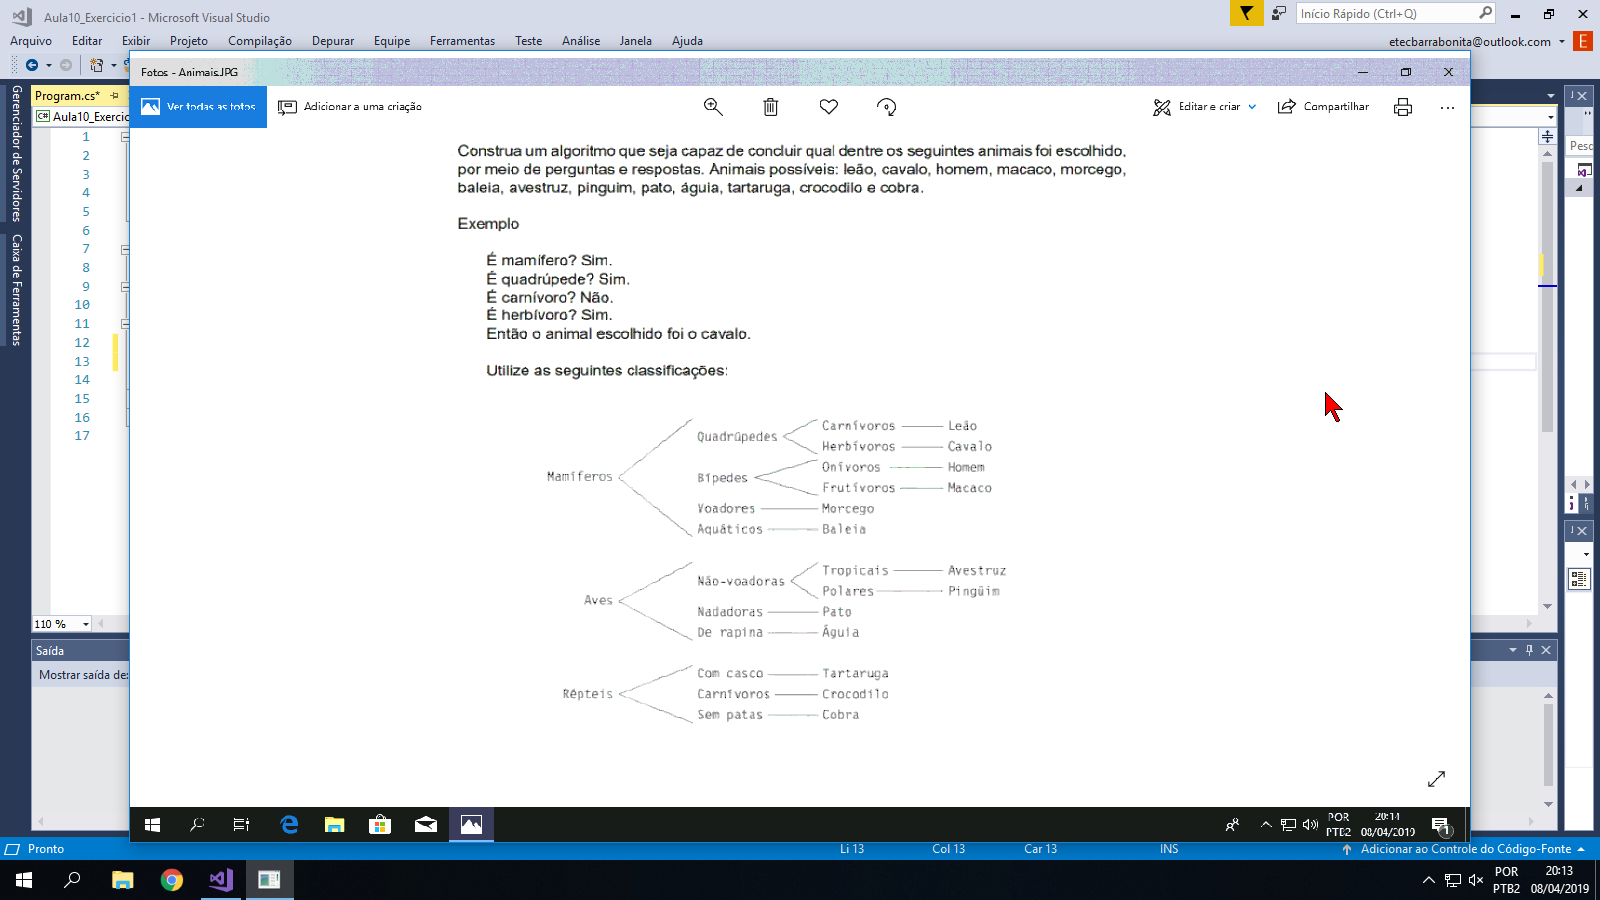 Aula10_Exercicio1 - Microsoft Visual Studio
Início Rápido (Ctrl+Q)
Arquivo Editar Exibir Projeto Compilação Depurar Equipe Ferramentas Teste Análise Janela Ajuda
etecbarrabonita@outlook.com E
Fotos - Animais.JPG
Gerenciador de Servidores
Caixa de Ferramentas
Program.cs*
Ver todas as fotos
Adicionar a uma criação
Editar e criar
Compartilhar
C# Aula10_Exercio
1
2
3
4
5
6
7
8
9
10
11
12
13
14
15
16
17
Pesq
Construa um algoritmo que seja capaz de concluir qual dentre os seguintes animais foi escolhido,
por meio de perguntas e respostas. Animais possíveis: leão, cavalo, homem, macaco, morcego,
baleia, avestruz, pinguim, pato, águia, tartaruga, crocodilo e cobra.
Exemplo
É mamífero? Sim.
É quadrúpede? Sim.
É carnívoro? Não.
É herbívoro? Sim.
Então o animal escolhido foi o cavalo.
Utilize as seguintes classificações:
Mamíferos
Quadrúpedes
Carnívoros Leão
Herbívoros Cavalo
Bípedes
Onívoros Homem
Frutívoros Macaco
Voadores Morcego
Aquáticos Baleia
Aves
Não-voadoras
Tropicais Avestruz
Polares Pingüim
Nadadoras Pato
De rapina Águia
Répteis
Com casco Tartaruga
Carnívoros Crocodilo
Sem patas Cobra
110 %
Saída
Mostrar saída de:
POR
PTB2
20:14
08/04/2019
1
Pronto
Li 13
Col 13
Car 13
INS
Adicionar ao Controle do Código-Fonte
POR
PTB2
20:13
08/04/2019